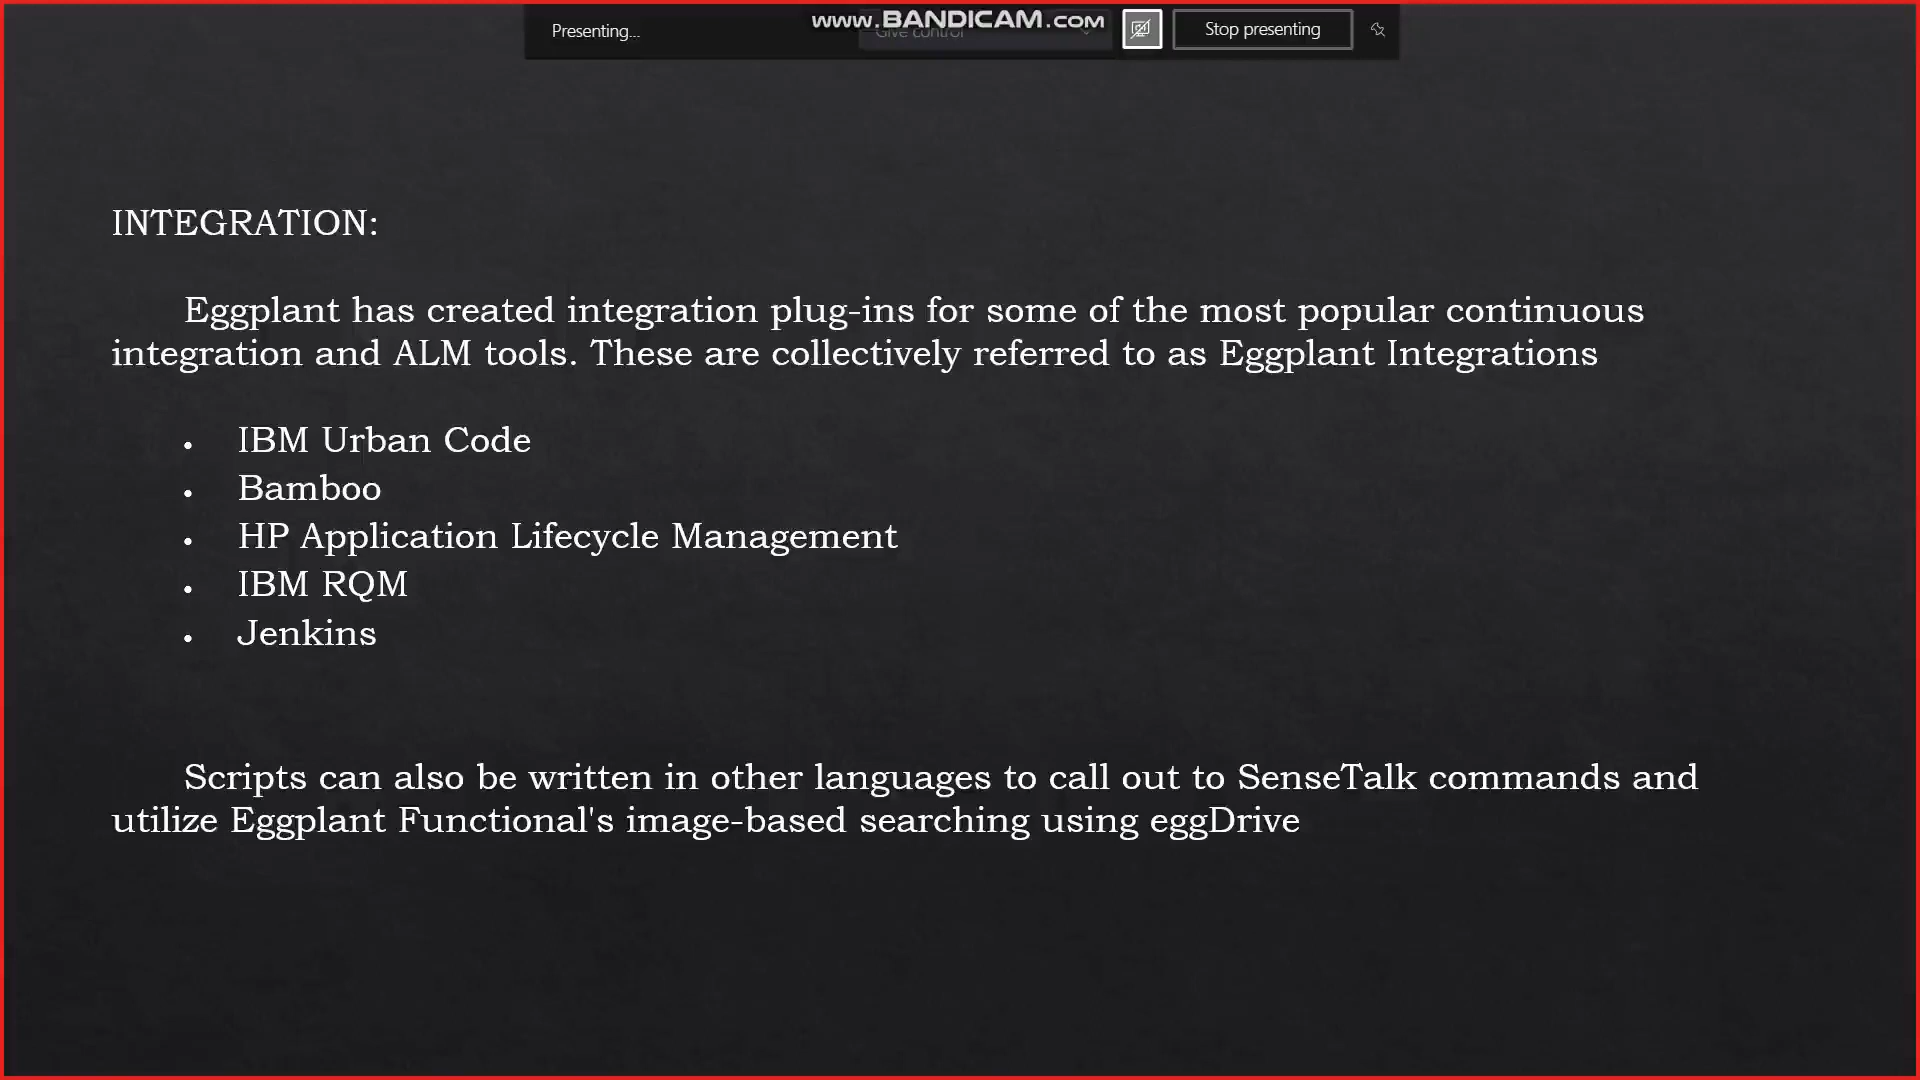 www.BANDICAM.com
Presenting...
Give control
Stop presenting
INTEGRATION:
Eggplant has created integration plug-ins for some of the most popular continuous
integration and ALM tools. These are collectively referred to as Eggplant Integrations
• IBM Urban Code
• Bamboo
• HP Application Lifecycle Management
• IBM RQM
• Jenkins
Scripts can also be written in other languages to call out to SenseTalk commands and
utilize Eggplant Functional's image-based searching using eggDrive